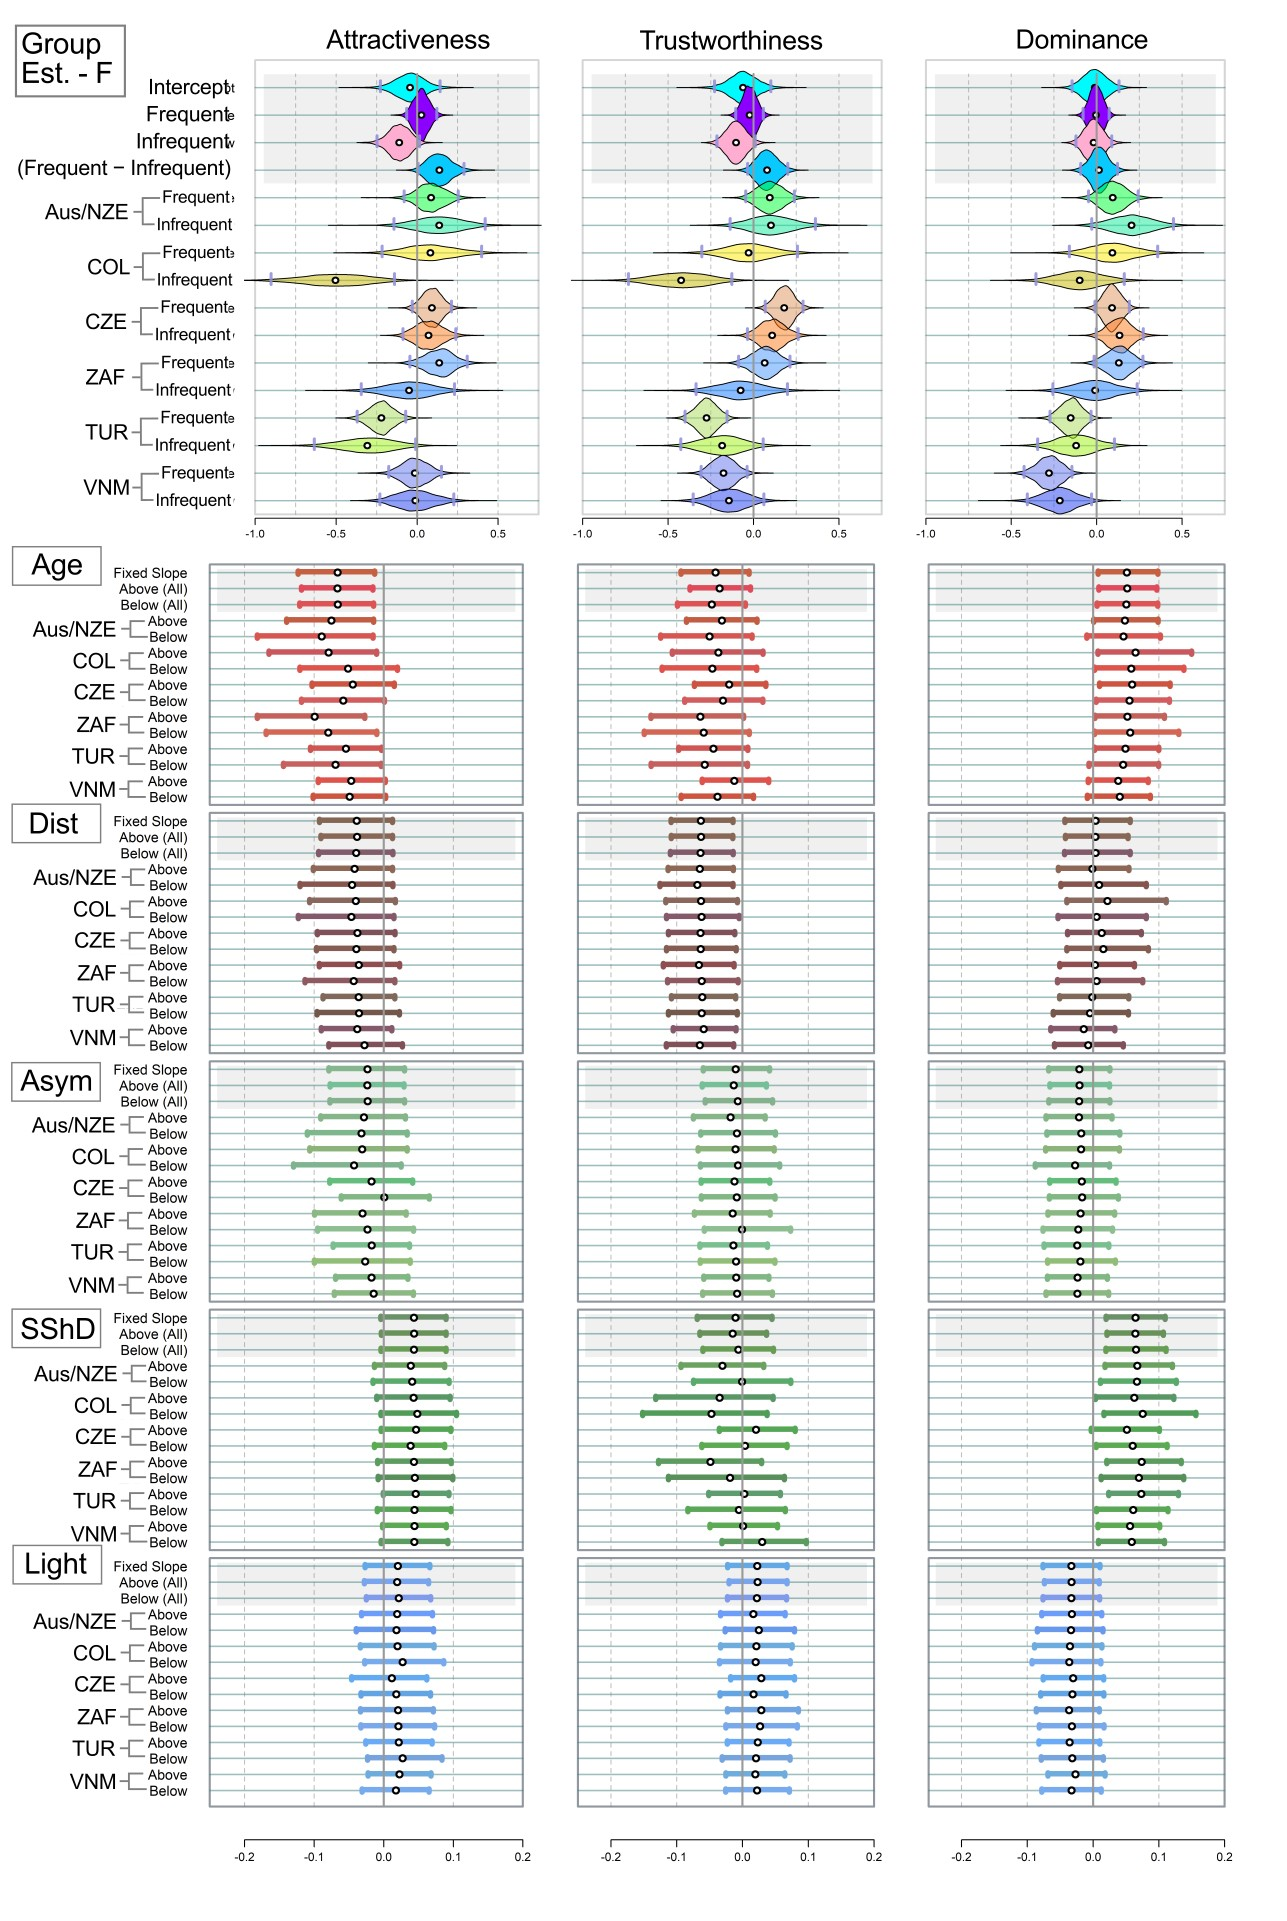 Group
Est. - F
Attractiveness
Trustworthiness
Dominance
Intercept
Frequent
Infrequent
(Frequent − Infrequent)
Aus/NZE
Frequent
Infrequent
COL
Frequent
Infrequent
CZE
Frequent
Infrequent
ZAF
Frequent
Infrequent
TUR
Frequent
Infrequent
VNM
Frequent
Infrequent
-1.0 -0.5 0.0 0.5
-1.0 -0.5 0.0 0.5
-1.0 -0.5 0.0 0.5
Age
Fixed Slope
Above (All)
Below (All)
Aus/NZE
Above
Below
COL
Above
Below
CZE
Above
Below
ZAF
Above
Below
TUR
Above
Below
VNM
Above
Below
Dist
Fixed Slope
Above (All)
Below (All)
Aus/NZE
Above
Below
COL
Above
Below
CZE
Above
Below
ZAF
Above
Below
TUR
Above
Below
VNM
Above
Below
Asym
Fixed Slope
Above (All)
Below (All)
Aus/NZE
Above
Below
COL
Above
Below
CZE
Above
Below
ZAF
Above
Below
TUR
Above
Below
VNM
Above
Below
SShD
Fixed Slope
Above (All)
Below (All)
Aus/NZE
Above
Below
COL
Above
Below
CZE
Above
Below
ZAF
Above
Below
TUR
Above
Below
VNM
Above
Below
Light
Fixed Slope
Above (All)
Below (All)
Aus/NZE
Above
Below
COL
Above
Below
CZE
Above
Below
ZAF
Above
Below
TUR
Above
Below
VNM
Above
Below
-0.2 -0.1 0.0 0.1 0.2
-0.2 -0.1 0.0 0.1 0.2
-0.2 -0.1 0.0 0.1 0.2